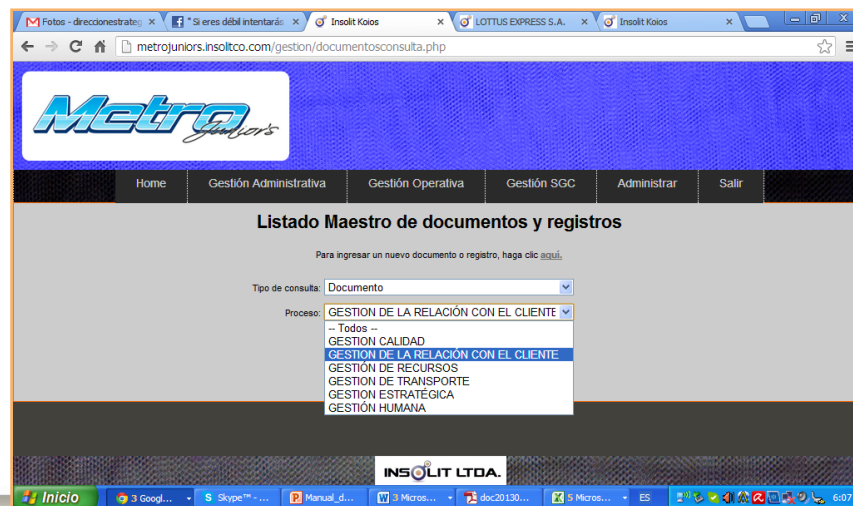 Fotos - direccionestrateg
* Si eres débil intentarás
Insolit Koios
LOTTUS EXPRESS S.A.
Insolit Koios
metrojuniors.insolitco.com/gestion/documentosconsulta.php
Metro
Junior's
Home Gestión Administrativa Gestión Operativa Gestión SGC Administrar Salir
Listado Maestro de documentos y registros
Para ingresar un nuevo documento o registro, haga clic aquí.
Tipo de consulta: Documento
Proceso: GESTION DE LA RELACIÓN CON EL CLIENTE
-- Todos --
GESTION CALIDAD
GESTION DE LA RELACIÓN CON EL CLIENTE
GESTIÓN DE RECURSOS
GESTION DE TRANSPORTE
GESTION ESTRATÉGICA
GESTIÓN HUMANA
INSOLIT LTDA.
Inicio 3 Googl... Skype™ - ... Manual_d... 3 Micros... doc20130... 5 Micros... ES 6:07